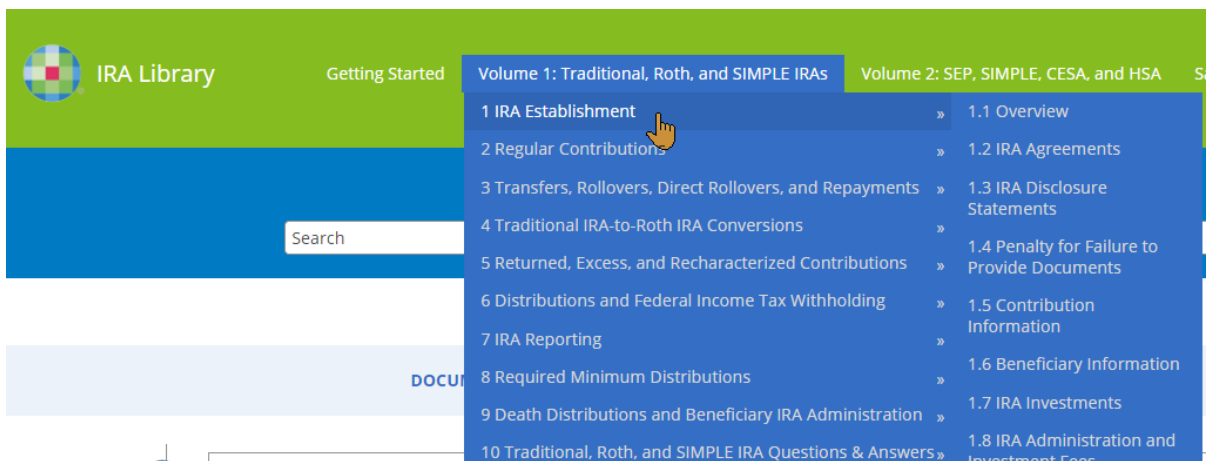 IRA Library
Getting Started
Volume 1: Traditional, Roth, and SIMPLE IRAs
Volume 2: SEP, SIMPLE, CESA, and HSA
1 IRA Establishment »
2 Regular Contributions »
3 Transfers, Rollovers, Direct Rollovers, and Repayments »
4 Traditional IRA-to-Roth IRA Conversions »
5 Returned, Excess, and Recharacterized Contributions »
6 Distributions and Federal Income Tax Withholding »
7 IRA Reporting »
8 Required Minimum Distributions »
9 Death Distributions and Beneficiary IRA Administration »
10 Traditional, Roth, and SIMPLE IRA Questions & Answers »
1.1 Overview
1.2 IRA Agreements
1.3 IRA Disclosure
Statements
1.4 Penalty for Failure to
Provide Documents
1.5 Contribution
Information
1.6 Beneficiary Information
1.7 IRA Investments
1.8 IRA Administration and
Investment Fees
Search
DOCU